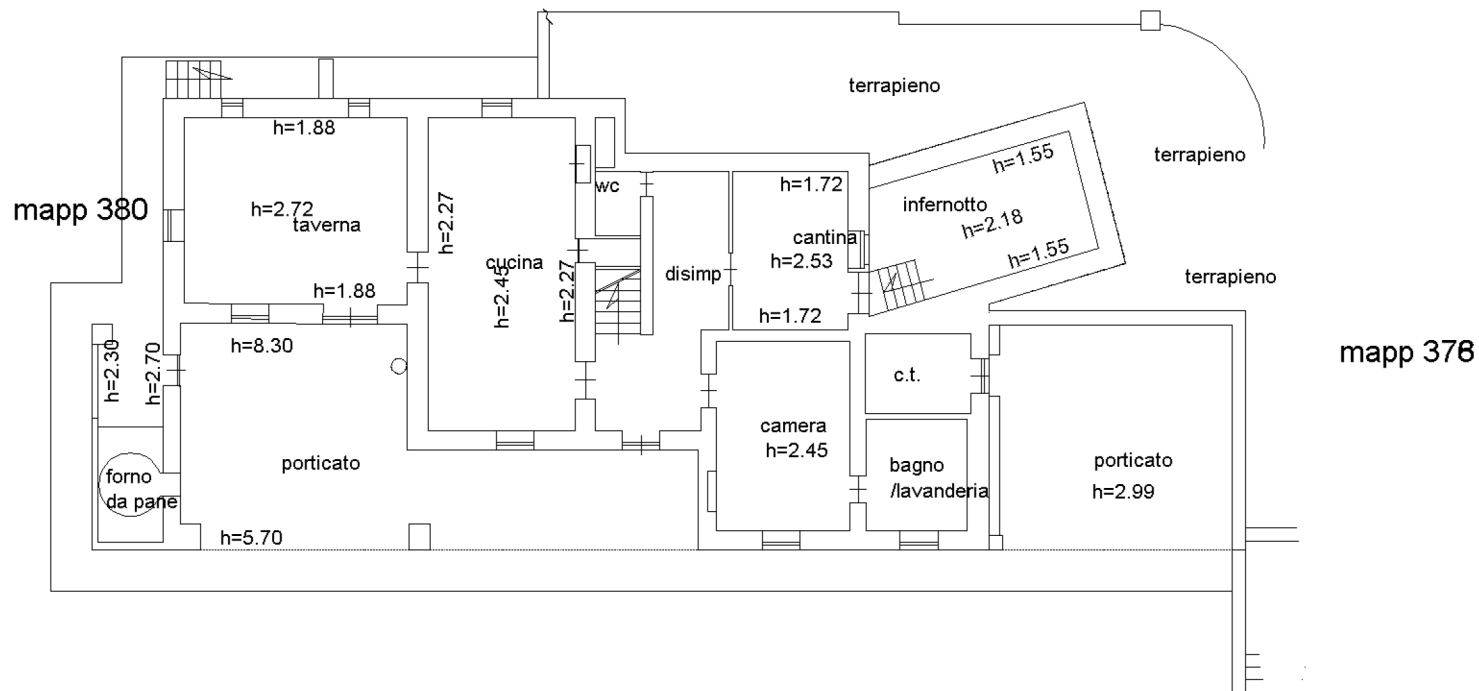 terrapieno
h=1.88
h=1.55
terrapieno
wc
h=1.72
mapp 380
h=2.72
taverna
h=2.27
infernotto
h=2.18
cantina
h=2.53
h=1.55
cucina
h=2.45
h=2.27
disimp
terrapieno
h=1.88
h=1.72
h=8.30
h=2.30
h=2.70
mapp 378
c.t.
camera
h=2.45
porticato
forno
da pane
bagno
/lavanderia
porticato
h=2.99
h=5.70